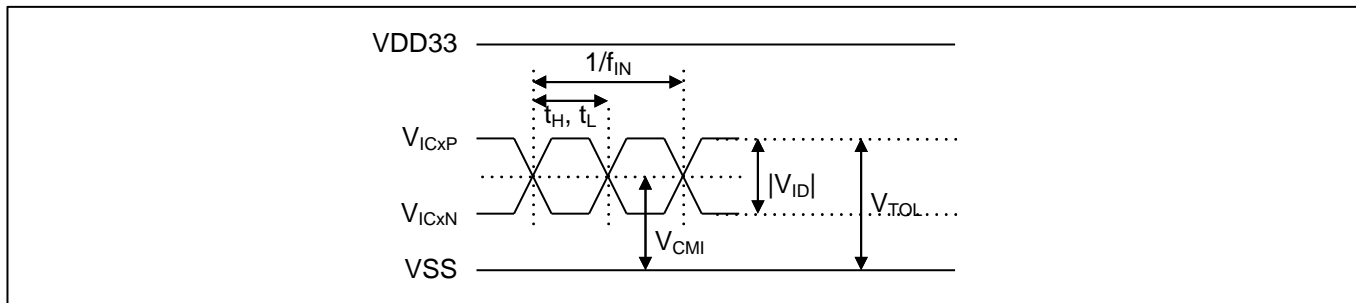 VDD33
1/fIN
tH, tL
VICxP
|VID|
VTOL
VICxN
VCMI
VSS